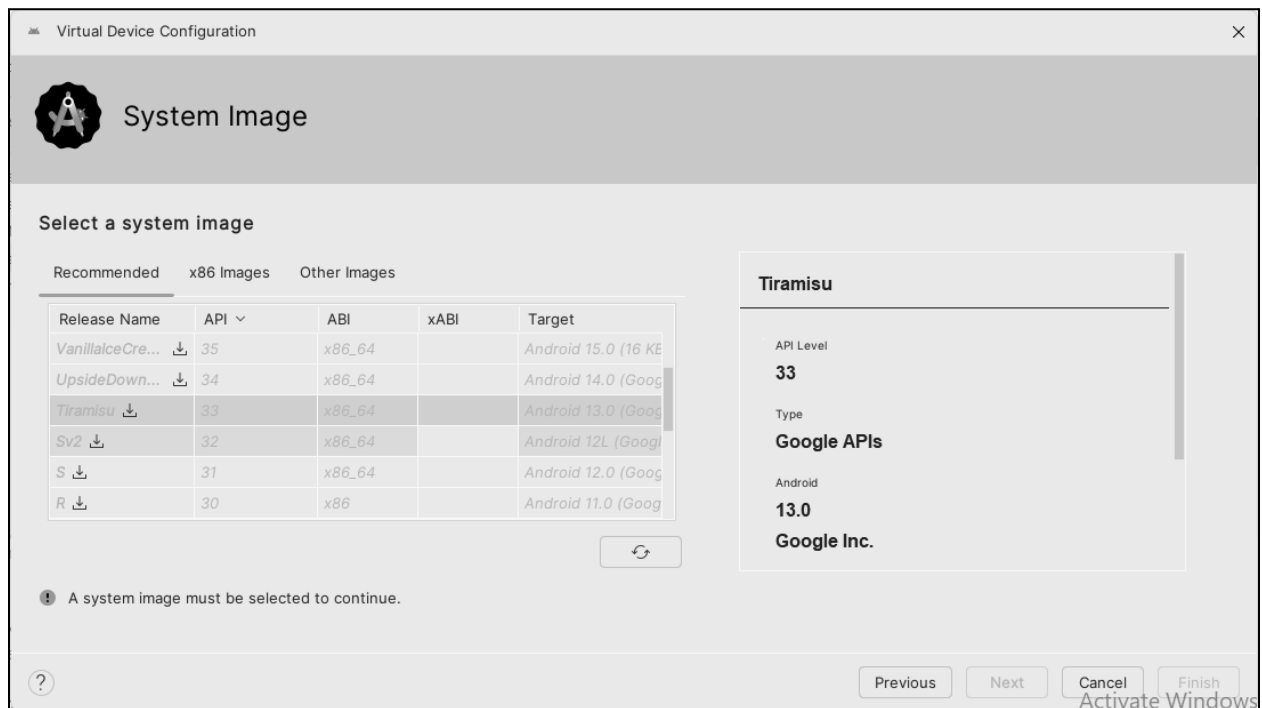 Virtual Device Configuration
System Image
Select a system image
Recommended x86 Images Other Images
Release Name API ABI xABI Target
VanillaIceCre... 35 x86_64 Android 15.0 (16 KB
UpsideDown... 34 x86_64 Android 14.0 (Goog
Tiramisu 33 x86_64 Android 13.0 (Goog
Sv2 32 x86_64 Android 12L (Googl
S 31 x86_64 Android 12.0 (Goog
R 30 x86 Android 11.0 (Goog
Tiramisu
API Level
33
Type
Google APIs
Android
13.0
Google Inc.
A system image must be selected to continue.
? Previous Next Cancel Finish
Activate Windows